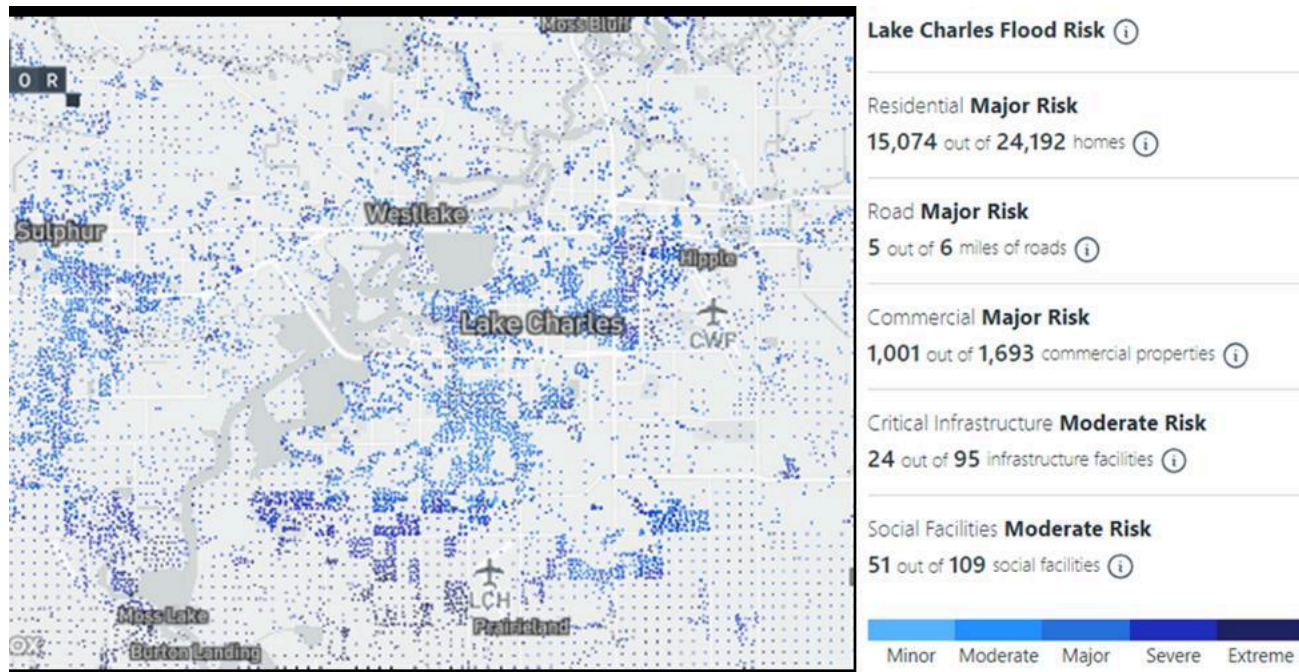 Moss Bluff
O R
Sulphur
Westlake
Hipple
Lake Charles
CWF
LCH
Moss Lake
Prairieland
Burton Landing
OX
Lake Charles Flood Risk i
Residential Major Risk
15,074 out of 24,192 homes i
Road Major Risk
5 out of 6 miles of roads i
Commercial Major Risk
1,001 out of 1,693 commercial properties i
Critical Infrastructure Moderate Risk
24 out of 95 infrastructure facilities i
Social Facilities Moderate Risk
51 out of 109 social facilities i
Minor Moderate Major Severe Extreme